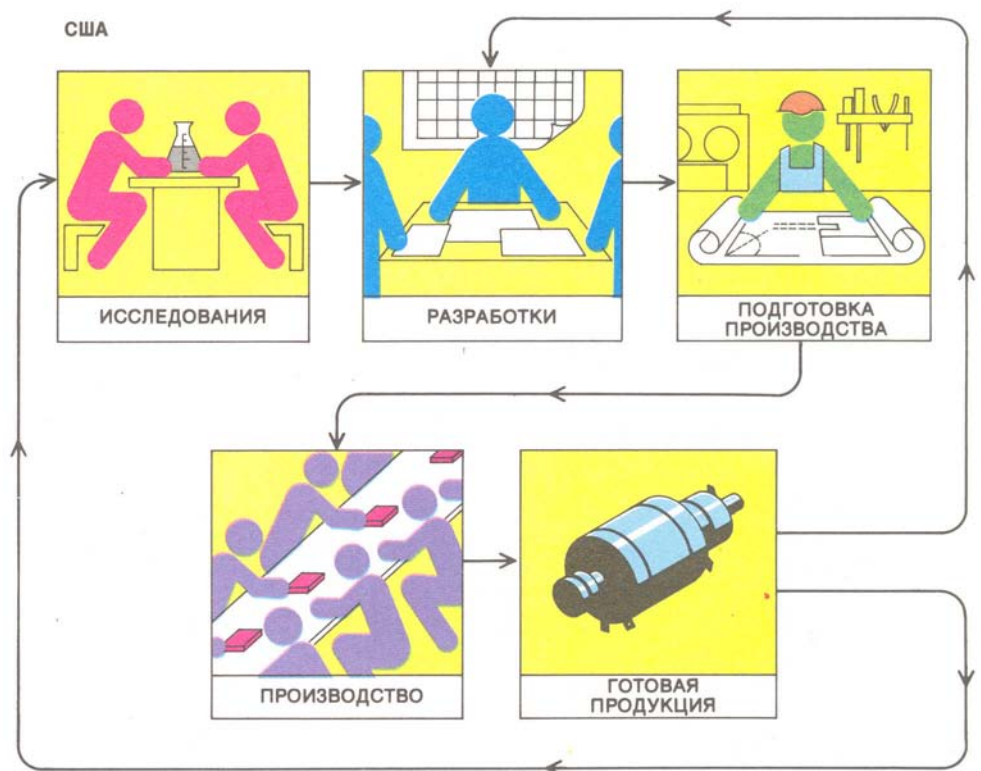 США
ИССЛЕДОВАНИЯ
РАЗРАБОТКИ
ПОДГОТОВКА
ПРОИЗВОДСТВА
ПРОИЗВОДСТВО
ГОТОВАЯ
ПРОДУКЦИЯ